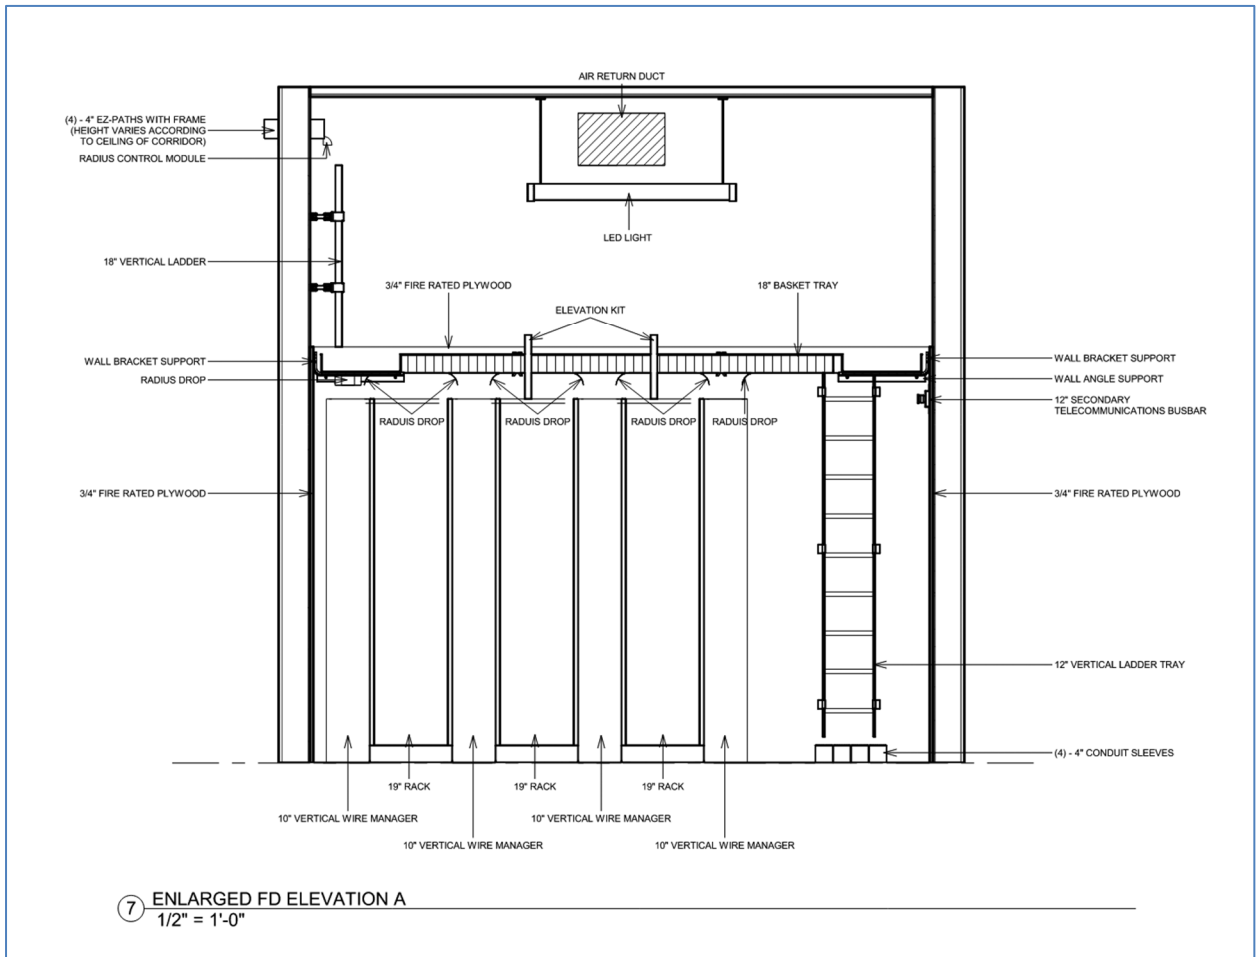 AIR RETURN DUCT
(4) - 4" EZ-PATHS WITH FRAME
(HEIGHT VARIES ACCORDING
TO CEILING OF CORRIDOR)
RADIUS CONTROL MODULE
LED LIGHT
18" VERTICAL LADDER
3/4" FIRE RATED PLYWOOD
18" BASKET TRAY
ELEVATION KIT
WALL BRACKET SUPPORT
WALL BRACKET SUPPORT
RADIUS DROP
WALL ANGLE SUPPORT
12" SECONDARY
TELECOMMUNICATIONS BUSBAR
RADUIS DROP
RADUIS DROP
RADUIS DROP
RADUIS DROP
3/4" FIRE RATED PLYWOOD
3/4" FIRE RATED PLYWOOD
12" VERTICAL LADDER TRAY
(4) - 4" CONDUIT SLEEVES
19" RACK
19" RACK
19" RACK
10" VERTICAL WIRE MANAGER
10" VERTICAL WIRE MANAGER
10" VERTICAL WIRE MANAGER
10" VERTICAL WIRE MANAGER
7
ENLARGED FD ELEVATION A
1/2" = 1'-0"